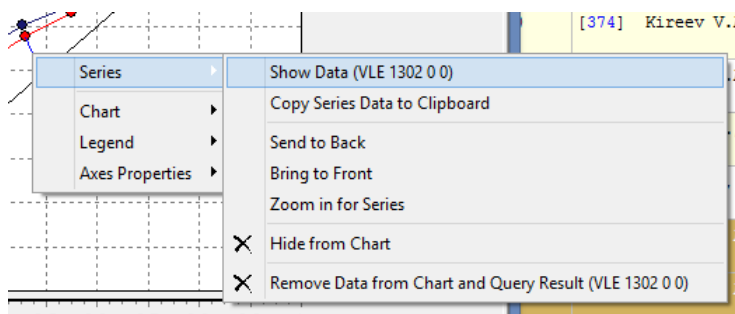 [374] Kireev V.
Series
Show Data (VLE 1302 0 0)
Copy Series Data to Clipboard
Chart
Legend
Send to Back
Axes Properties
Bring to Front
Zoom in for Series
Hide from Chart
Remove Data from Chart and Query Result (VLE 1302 0 0)